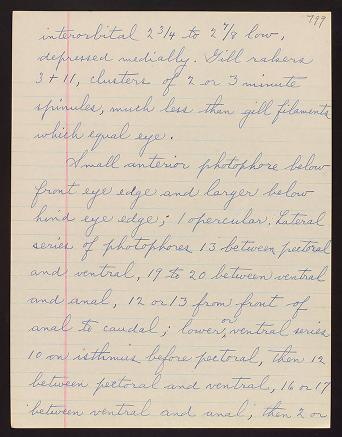 799
interorbital 2 3/4 to 2 7/8 low,
depressed medially. Gill rakers
3 + 11, clusters of 2 or 3 minute
spinules, much less than gill filaments
which equal eye.
Small anterior photophore below
front eye edge and larger below
hind eye edge; 1 opercular. Lateral
series of photophores 13 between pectoral
and ventral, 19 to 20 between ventral
and anal, 12 or 13 from front of
anal to caudal; lower, or ventral series
10 on isthmus before pectoral, then 12
between pectoral and ventral, 16 or 17
between ventral and anal, then 2 or